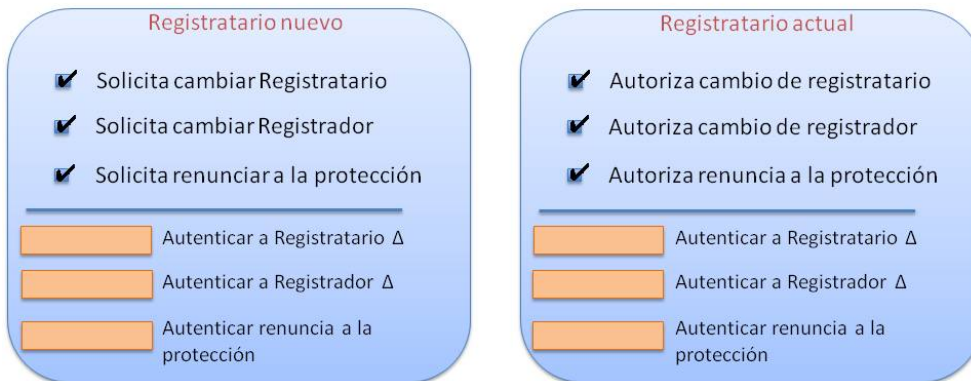 Registratario nuevo
Solicita cambiar Registratario
Solicita cambiar Registrador
Solicita renunciar a la protección
Autenticar a Registratario Δ
Autenticar a Registrador Δ
Autenticar renuncia a la
protección
Registratario actual
Autoriza cambio de registratario
Autoriza cambio de registrador
Autoriza renuncia a la protección
Autenticar a Registratario Δ
Autenticar a Registrador Δ
Autenticar renuncia a la
protección